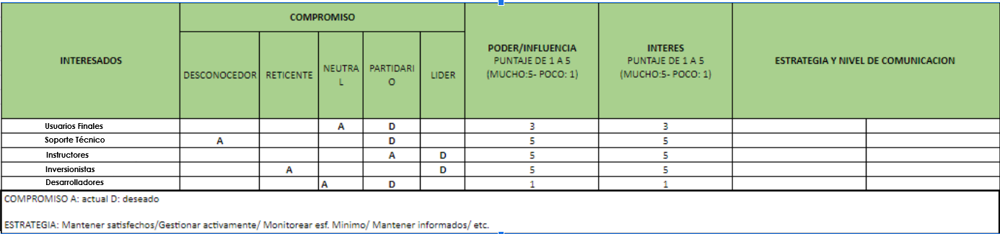 INTERESADOS
COMPROMISO
DESCONOCEDOR
RETICENTE
NEUTRA
L
PARTIDARI
O
LIDER
PODER/INFLUENCIA
PUNTAJE DE 1 A 5
(MUCHO:5- POCO: 1)
INTERES
PUNTAJE DE 1 A 5
(MUCHO:5- POCO: 1)
ESTRATEGIA Y NIVEL DE COMUNICACION
Usuarios Finales A D 3 3
Soporte Técnico A D 5 5
Instructores A D 5 5
Inversionistas A D 5 5
Desarrolladores A D 1 1
COMPROMISO A: actual D: deseado
ESTRATEGIA: Mantener satisfechos/Gestionar activamente/ Monitorear esf. Minimo/ Mantener informados/ etc.